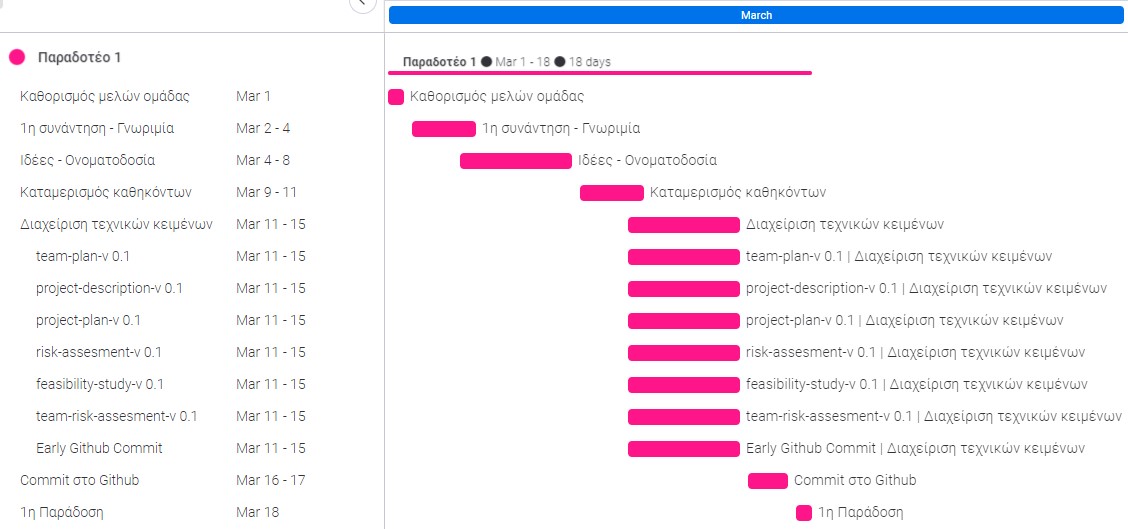 March
Παραδοτέο 1
Παραδοτέο 1 ● Mar 1 - 18 ● 18 days
Καθορισμός μελών ομάδας Mar 1 Καθορισμός μελών ομάδας
1η συνάντηση - Γνωριμία Mar 2 - 4 1η συνάντηση - Γνωριμία
Ιδέες - Ονοματοδοσία Mar 4 - 8 Ιδέες - Ονοματοδοσία
Καταμερισμός καθηκόντων Mar 9 - 11 Καταμερισμός καθηκόντων
Διαχείριση τεχνικών κειμένων Mar 11 - 15 Διαχείριση τεχνικών κειμένων
team-plan-v 0.1 Mar 11 - 15 team-plan-v 0.1 | Διαχείριση τεχνικών κειμένων
project-description-v 0.1 Mar 11 - 15 project-description-v 0.1 | Διαχείριση τεχνικών κειμένων
project-plan-v 0.1 Mar 11 - 15 project-plan-v 0.1 | Διαχείριση τεχνικών κειμένων
risk-assesment-v 0.1 Mar 11 - 15 risk-assesment-v 0.1 | Διαχείριση τεχνικών κειμένων
feasibility-study-v 0.1 Mar 11 - 15 feasibility-study-v 0.1 | Διαχείριση τεχνικών κειμένων
team-risk-assesment-v 0.1 Mar 11 - 15 team-risk-assesment-v 0.1 | Διαχείριση τεχνικών κειμένων
Early Github Commit Mar 11 - 15 Early Github Commit | Διαχείριση τεχνικών κειμένων
Commit στο Github Mar 16 - 17 Commit στο Github
1η Παράδοση Mar 18 1η Παράδοση